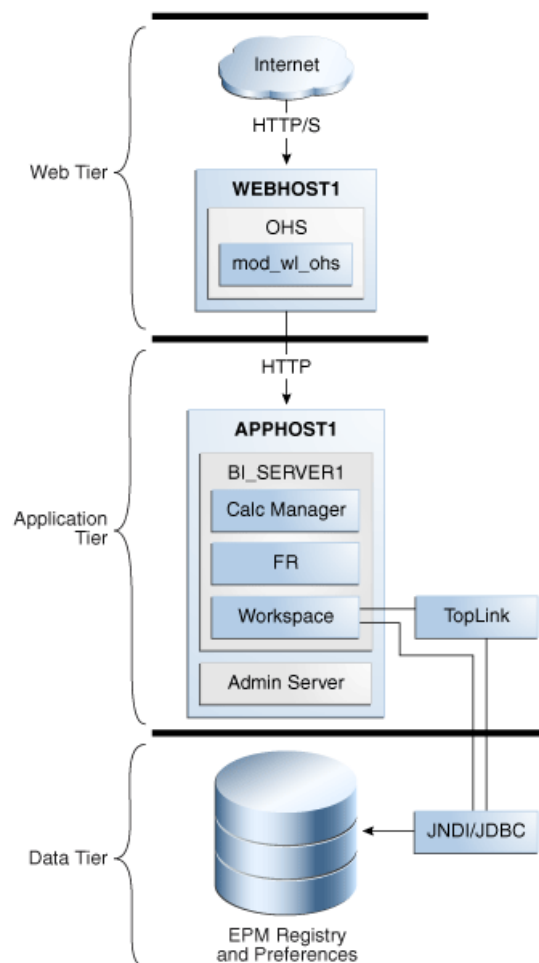 Internet
HTTP/S
Web Tier
WEBHOST1
OHS
mod_wl_ohs
HTTP
APPHOST1
BI_SERVER1
Calc Manager
Application
Tier
FR
Workspace
TopLink
Admin Server
JNDI/JDBC
Data Tier
EPM Registry
and Preferences